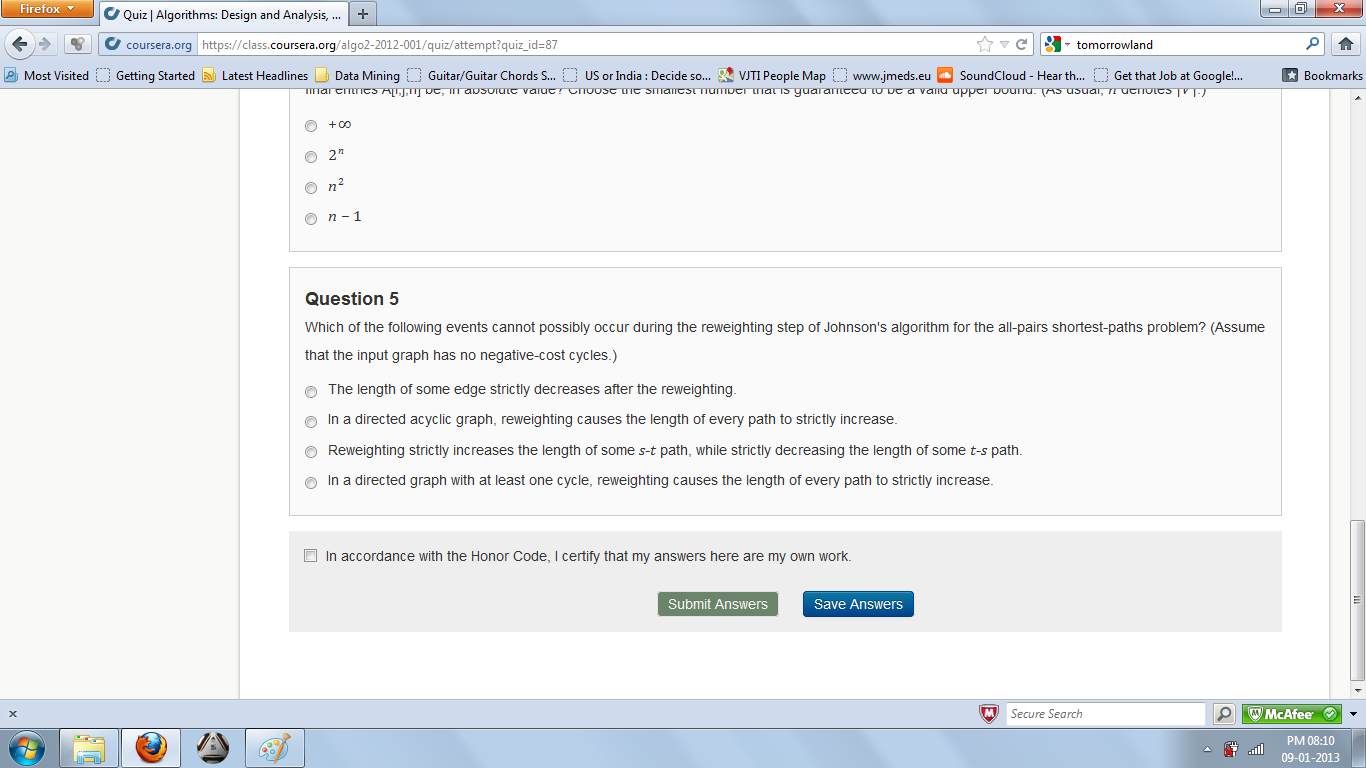 Firefox
Quiz | Algorithms: Design and Analysis, ...
coursera.org https://class.coursera.org/algo2-2012-001/quiz/attempt?quiz_id=87
tomorrowland
Most Visited Getting Started Latest Headlines Data Mining Guitar/Guitar Chords S... US or India : Decide so... VJTI People Map www.jmeds.eu SoundCloud - Hear th... Get that Job at Google!... Bookmarks
final entries A[i,j,n] be, in absolute value? Choose the smallest number that is guaranteed to be a valid upper bound. (As usual, n denotes |V|.)
+∞
2ⁿ
n²
n − 1
Question 5
Which of the following events cannot possibly occur during the reweighting step of Johnson's algorithm for the all-pairs shortest-paths problem? (Assume
that the input graph has no negative-cost cycles.)
The length of some edge strictly decreases after the reweighting.
In a directed acyclic graph, reweighting causes the length of every path to strictly increase.
Reweighting strictly increases the length of some s-t path, while strictly decreasing the length of some t-s path.
In a directed graph with at least one cycle, reweighting causes the length of every path to strictly increase.
In accordance with the Honor Code, I certify that my answers here are my own work.
Submit Answers Save Answers
x
Secure Search
McAfee
PM 08:10
09-01-2013